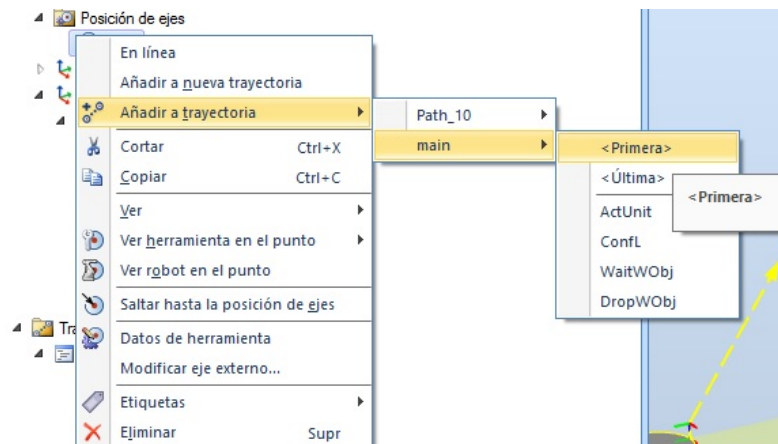 Posición de ejes
En línea
Añadir a nueva trayectoria
Añadir a trayectoria
Path_10
main
<Primera>
<Última>
<Primera>
ActUnit
ConfL
WaitWObj
DropWObj
Cortar Ctrl+X
Copiar Ctrl+C
Ver
Ver herramienta en el punto
Ver robot en el punto
Saltar hasta la posición de ejes
Datos de herramienta
Modificar eje externo...
Etiquetas
Eliminar Supr